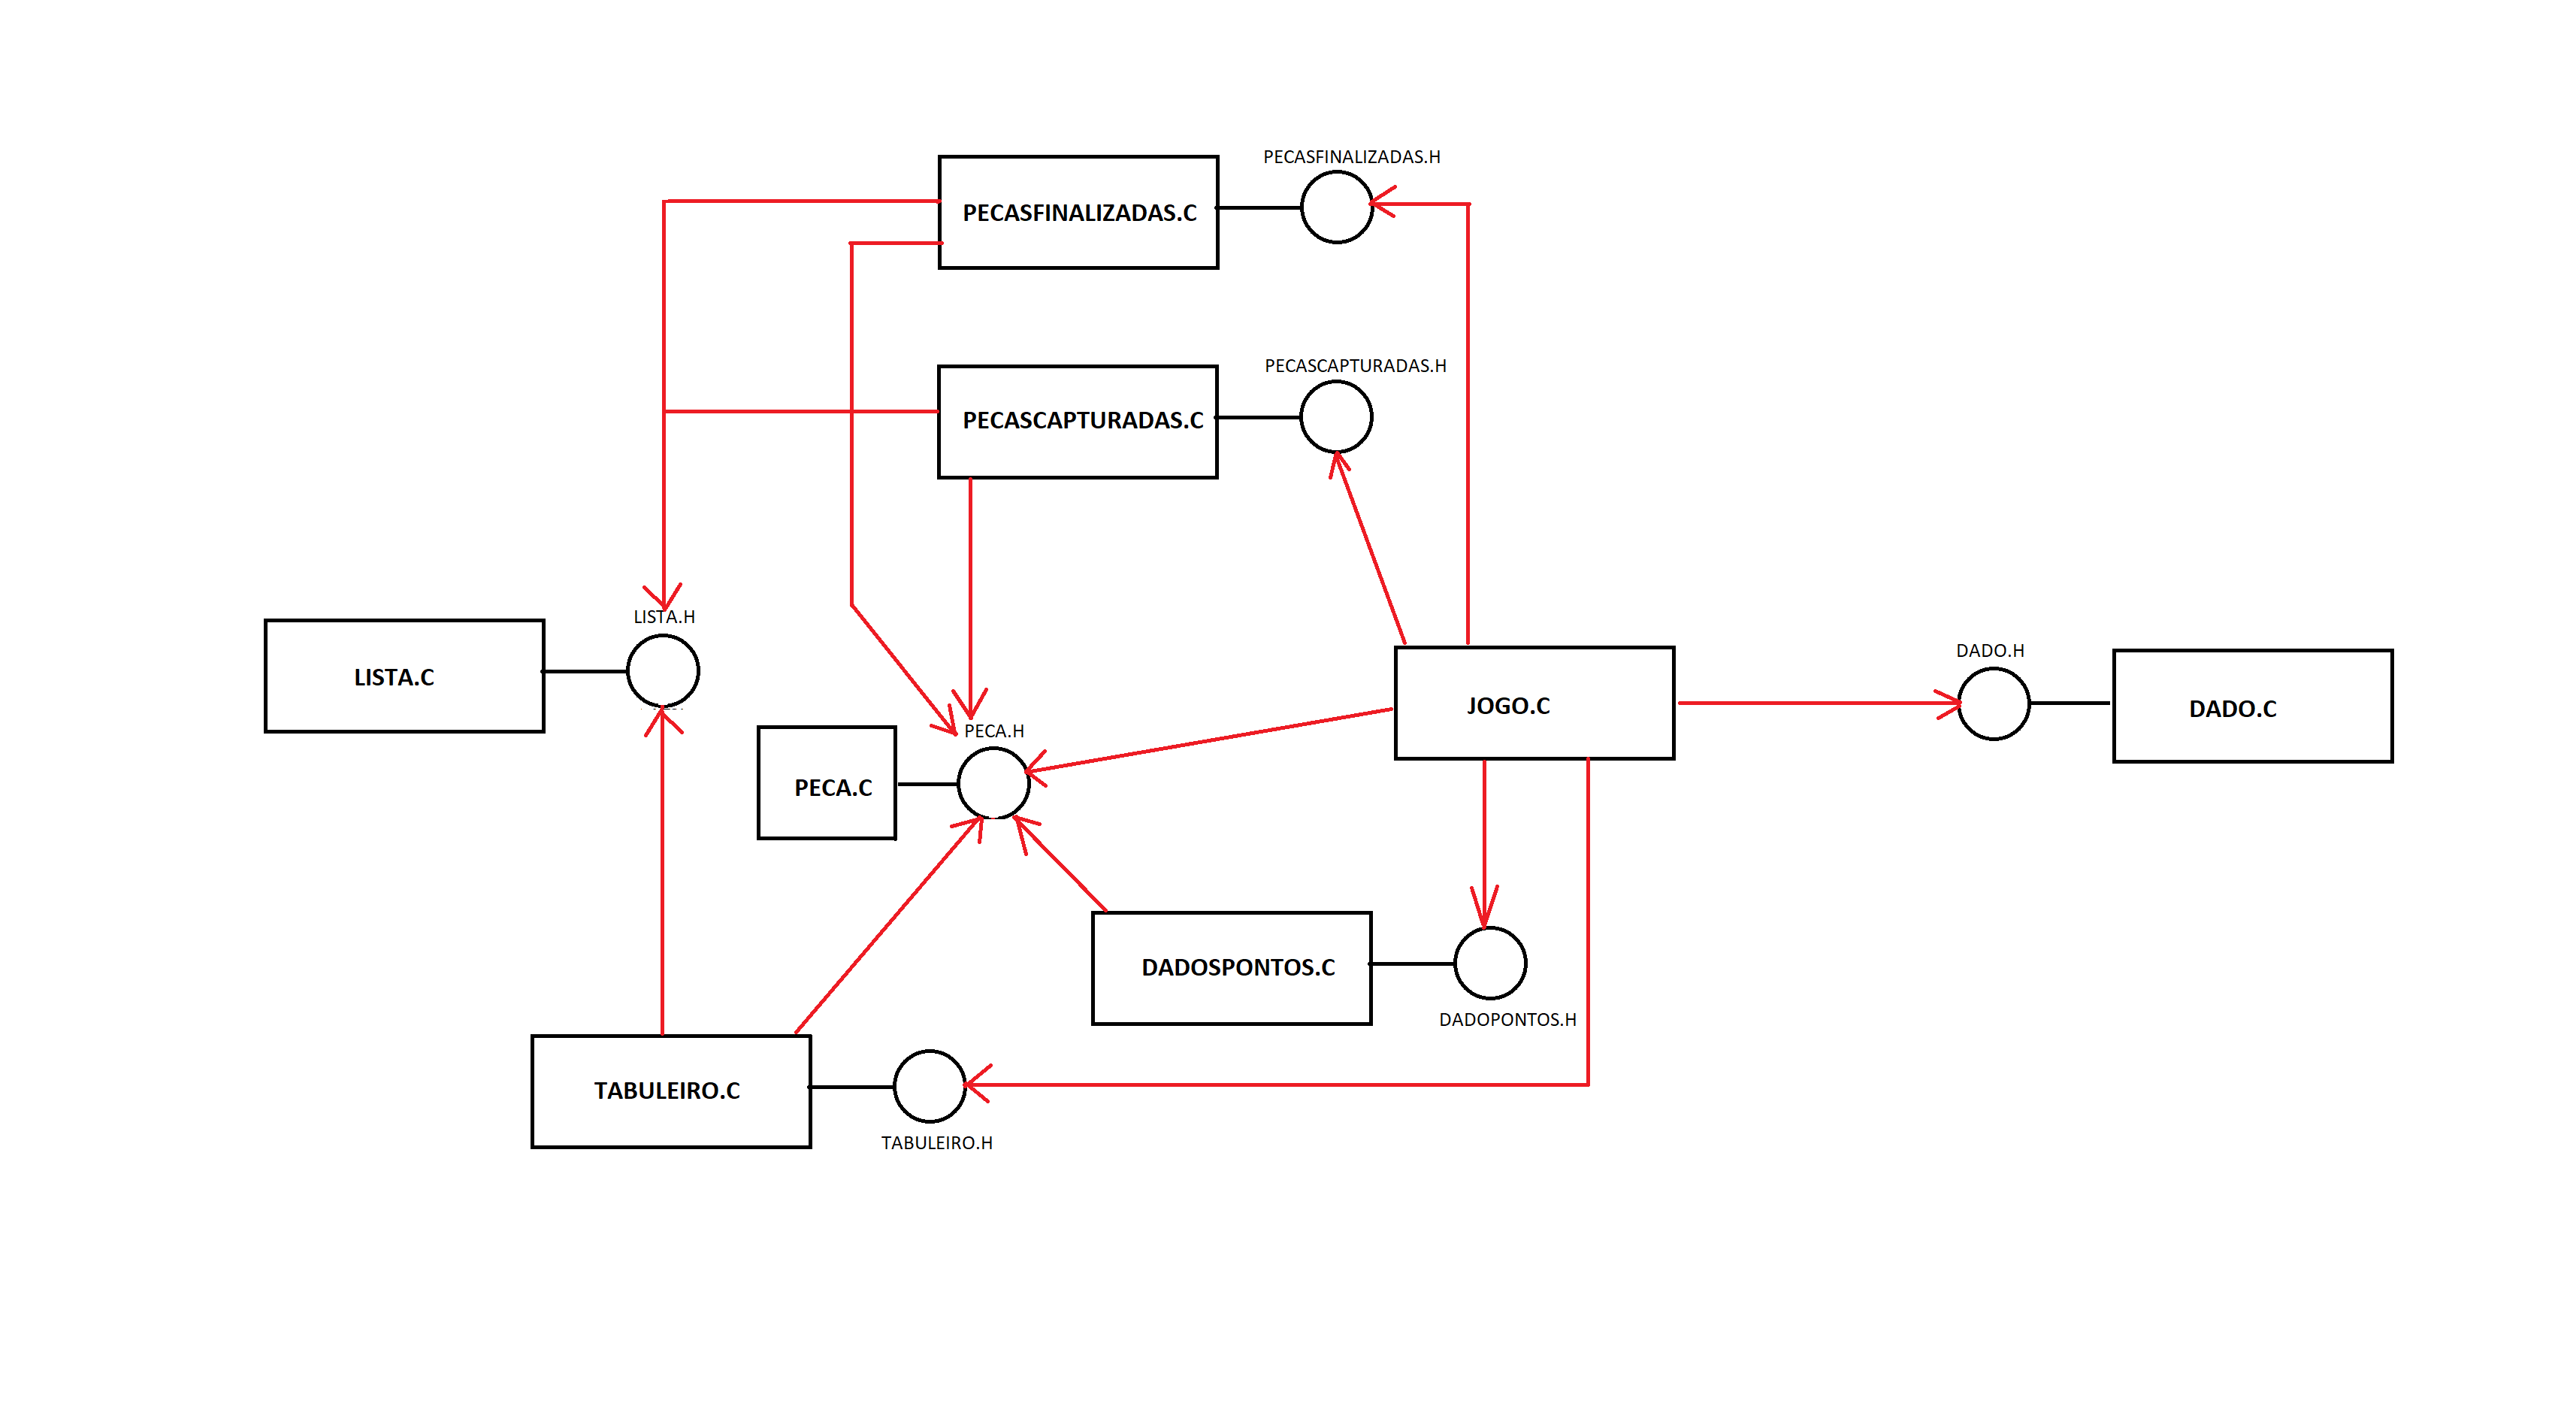 PECASFINALIZADAS.H
PECASFINALIZADAS.C
PECASCAPTURADAS.H
PECASCAPTURADAS.C
LISTA.H
LISTA.C
DADO.H
JOGO.C
DADO.C
PECA.H
PECA.C
DADOSPONTOS.C
DADOPONTOS.H
TABULEIRO.C
TABULEIRO.H